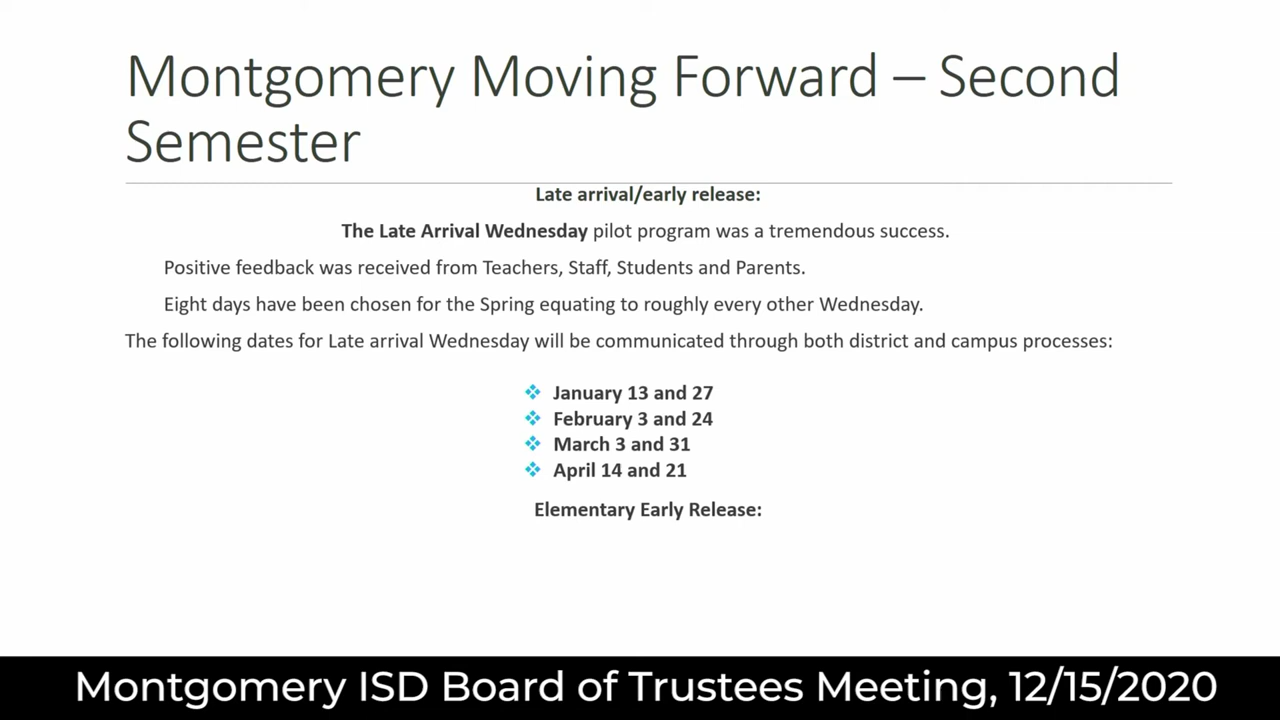 Montgomery Moving Forward – Second
Semester
Late arrival/early release:
The Late Arrival Wednesday pilot program was a tremendous success.
Positive feedback was received from Teachers, Staff, Students and Parents.
Eight days have been chosen for the Spring equating to roughly every other Wednesday.
The following dates for Late arrival Wednesday will be communicated through both district and campus processes:
❖ January 13 and 27
❖ February 3 and 24
❖ March 3 and 31
❖ April 14 and 21
Elementary Early Release:
Montgomery ISD Board of Trustees Meeting, 12/15/2020